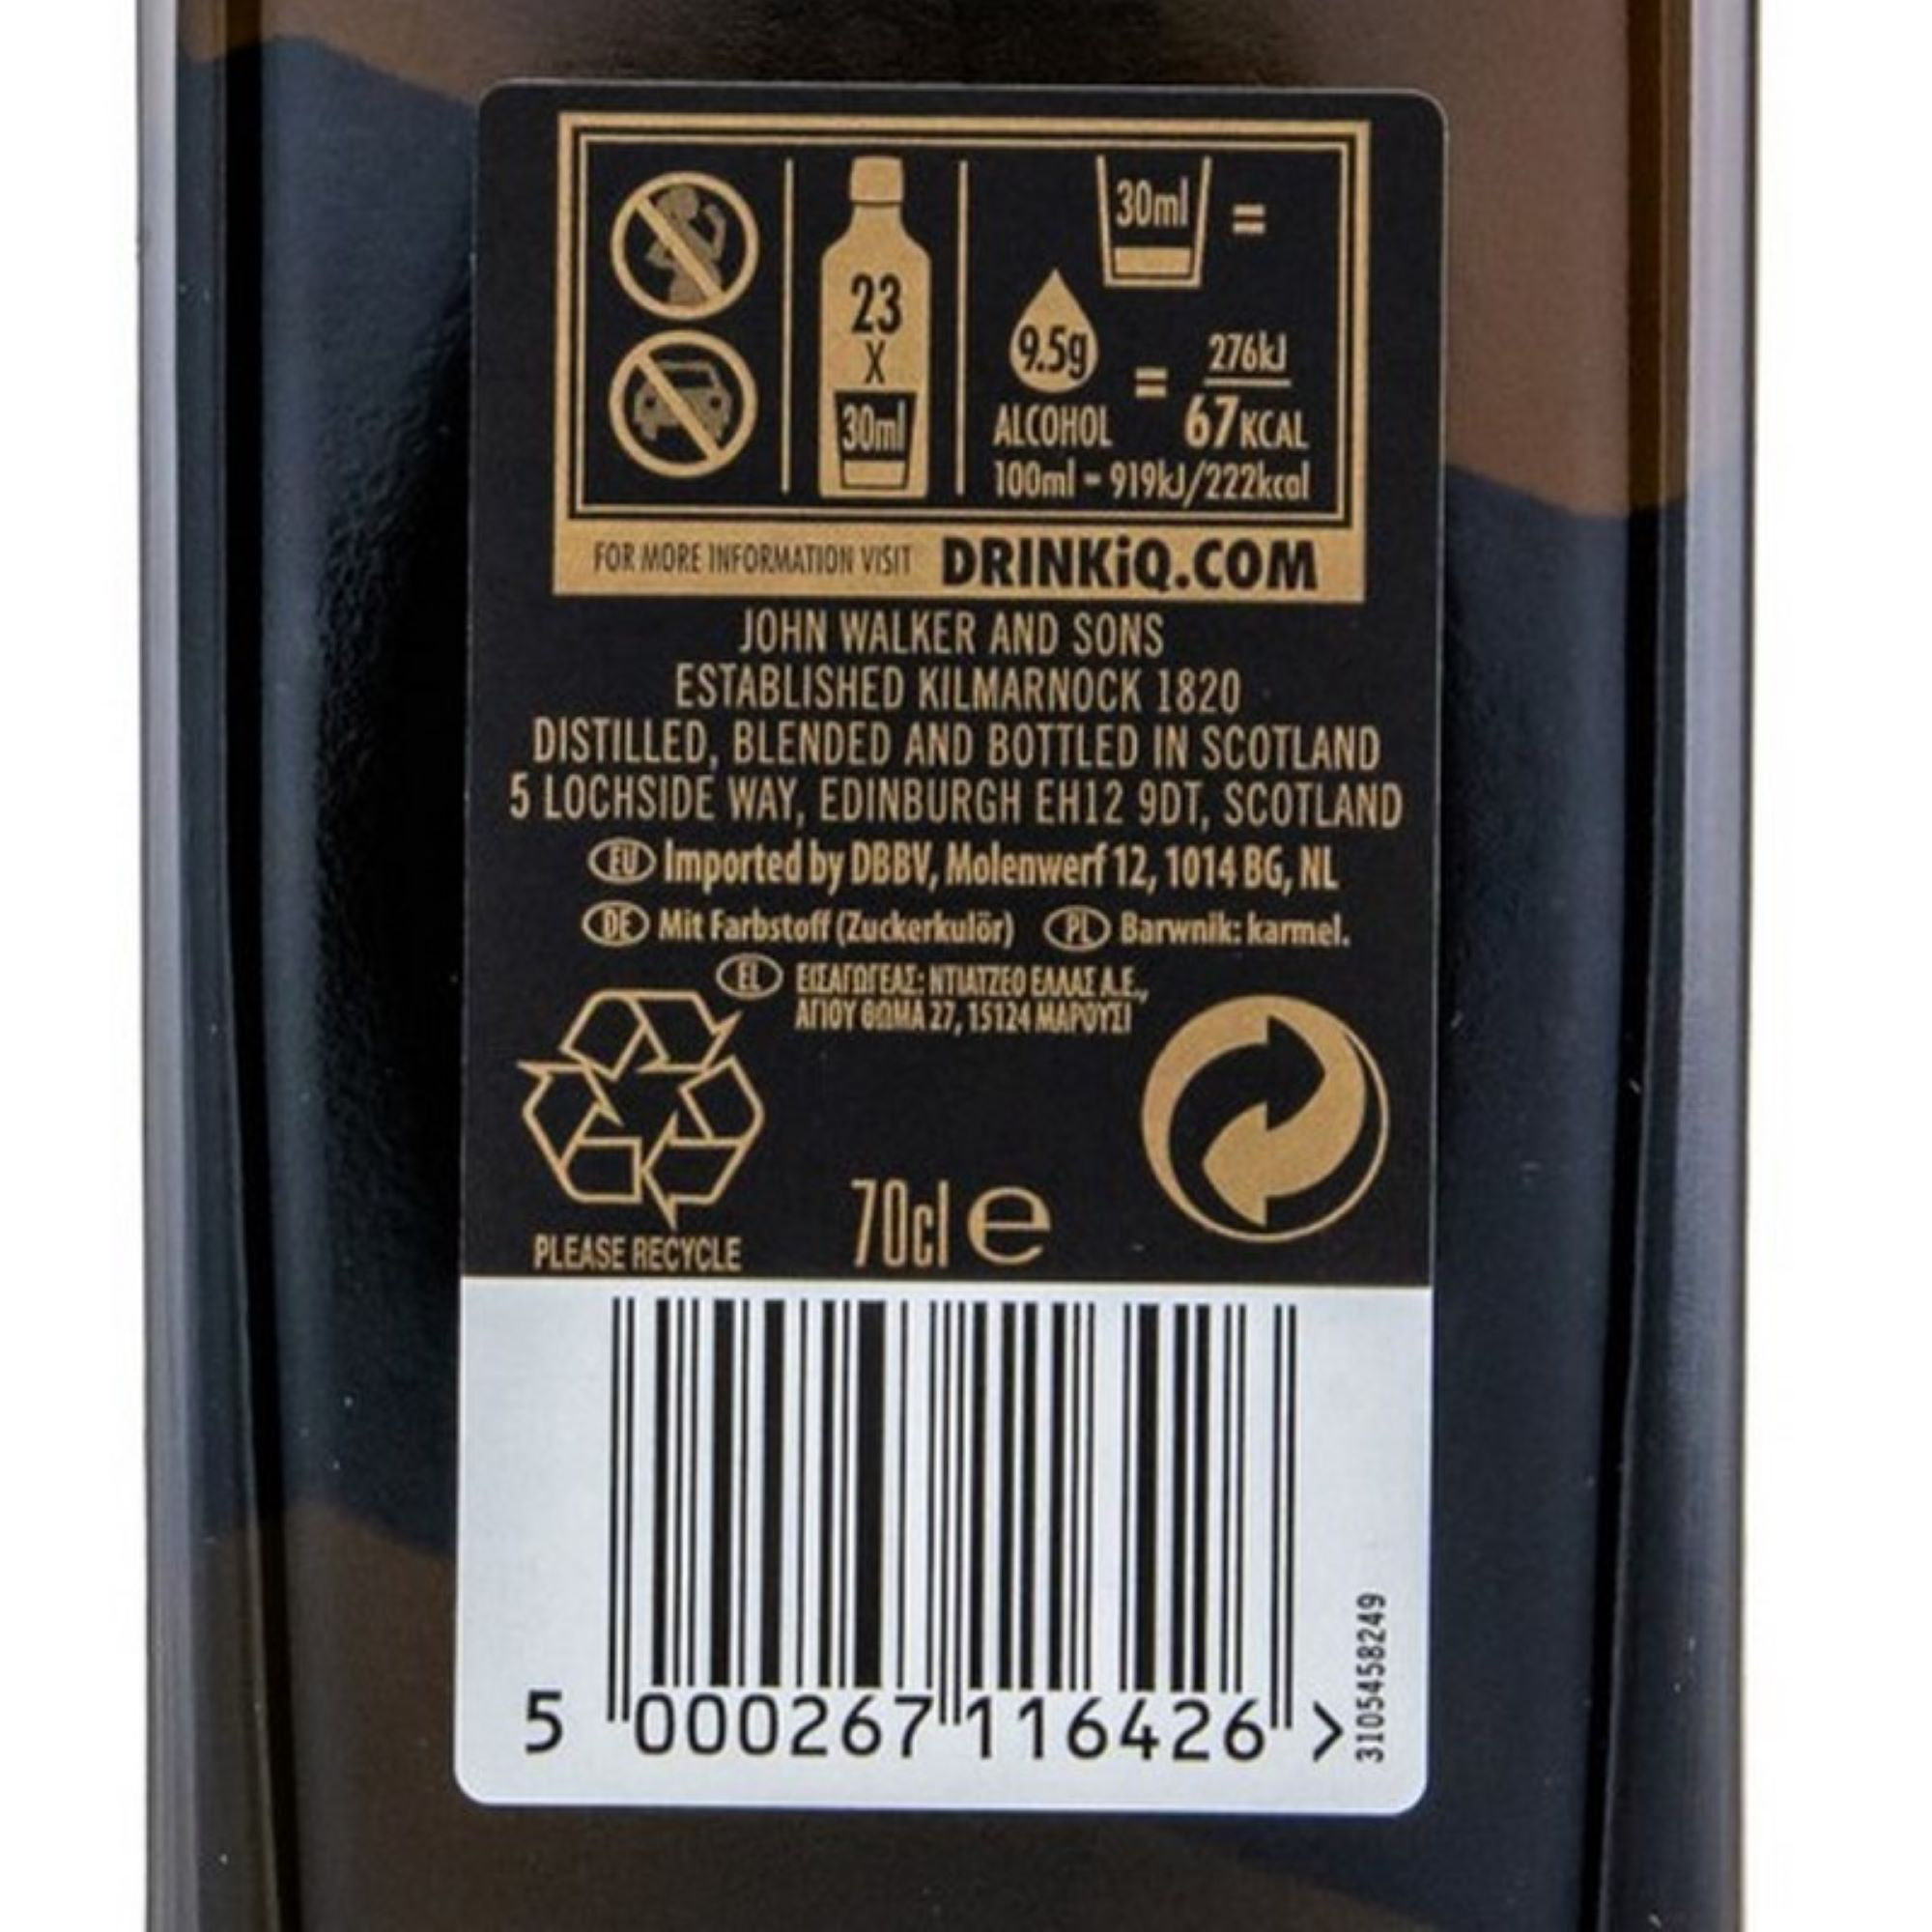 30ml =
23
X
30ml
9.5g
ALCOHOL
=
276kJ
67KCAL
100ml = 919kJ/222kcal
FOR MORE INFORMATION VISIT DRINKiQ.COM
JOHN WALKER AND SONS
ESTABLISHED KILMARNOCK 1820
DISTILLED, BLENDED AND BOTTLED IN SCOTLAND
5 LOCHSIDE WAY, EDINBURGH EH12 9DT, SCOTLAND
EU Imported by DBBV, Molenwerf 12, 1014 BG, NL
DE Mit Farbstoff (Zuckerkulör) PL Barwnik: karmel.
EL ΕΙΣΑΓΩΓΕΑΣ: ΝΤΙΑΤΖΕΟ ΕΛΛΑΣ Α.Ε.,
ΑΓΙΟΥ ΘΩΜΑ 27, 15124 ΜΑΡΟΥΣΙ
PLEASE RECYCLE
70cl e
5 000267 116426 >
3105458249